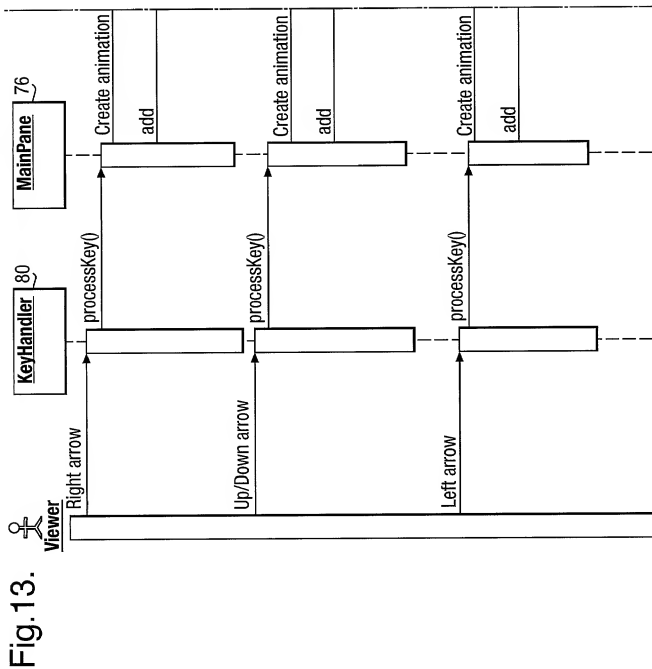 Fig.13.
Viewer
KeyHandler 80
MainPane 76
Right arrow
processKey()
Create animation
add
Up/Down arrow
processKey()
Create animation
add
Left arrow
processKey()
Create animation
add